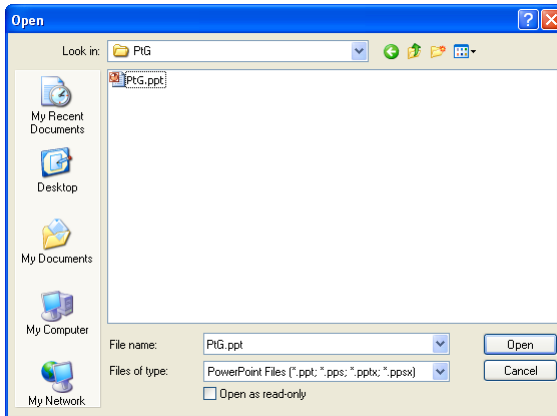 Open
Look in: PtG
PtG.ppt
My Recent
Documents
Desktop
My Documents
My Computer
My Network
File name: PtG.ppt Open
Files of type: PowerPoint Files (*.ppt; *.pps; *.pptx; *.ppsx) Cancel
Open as read-only